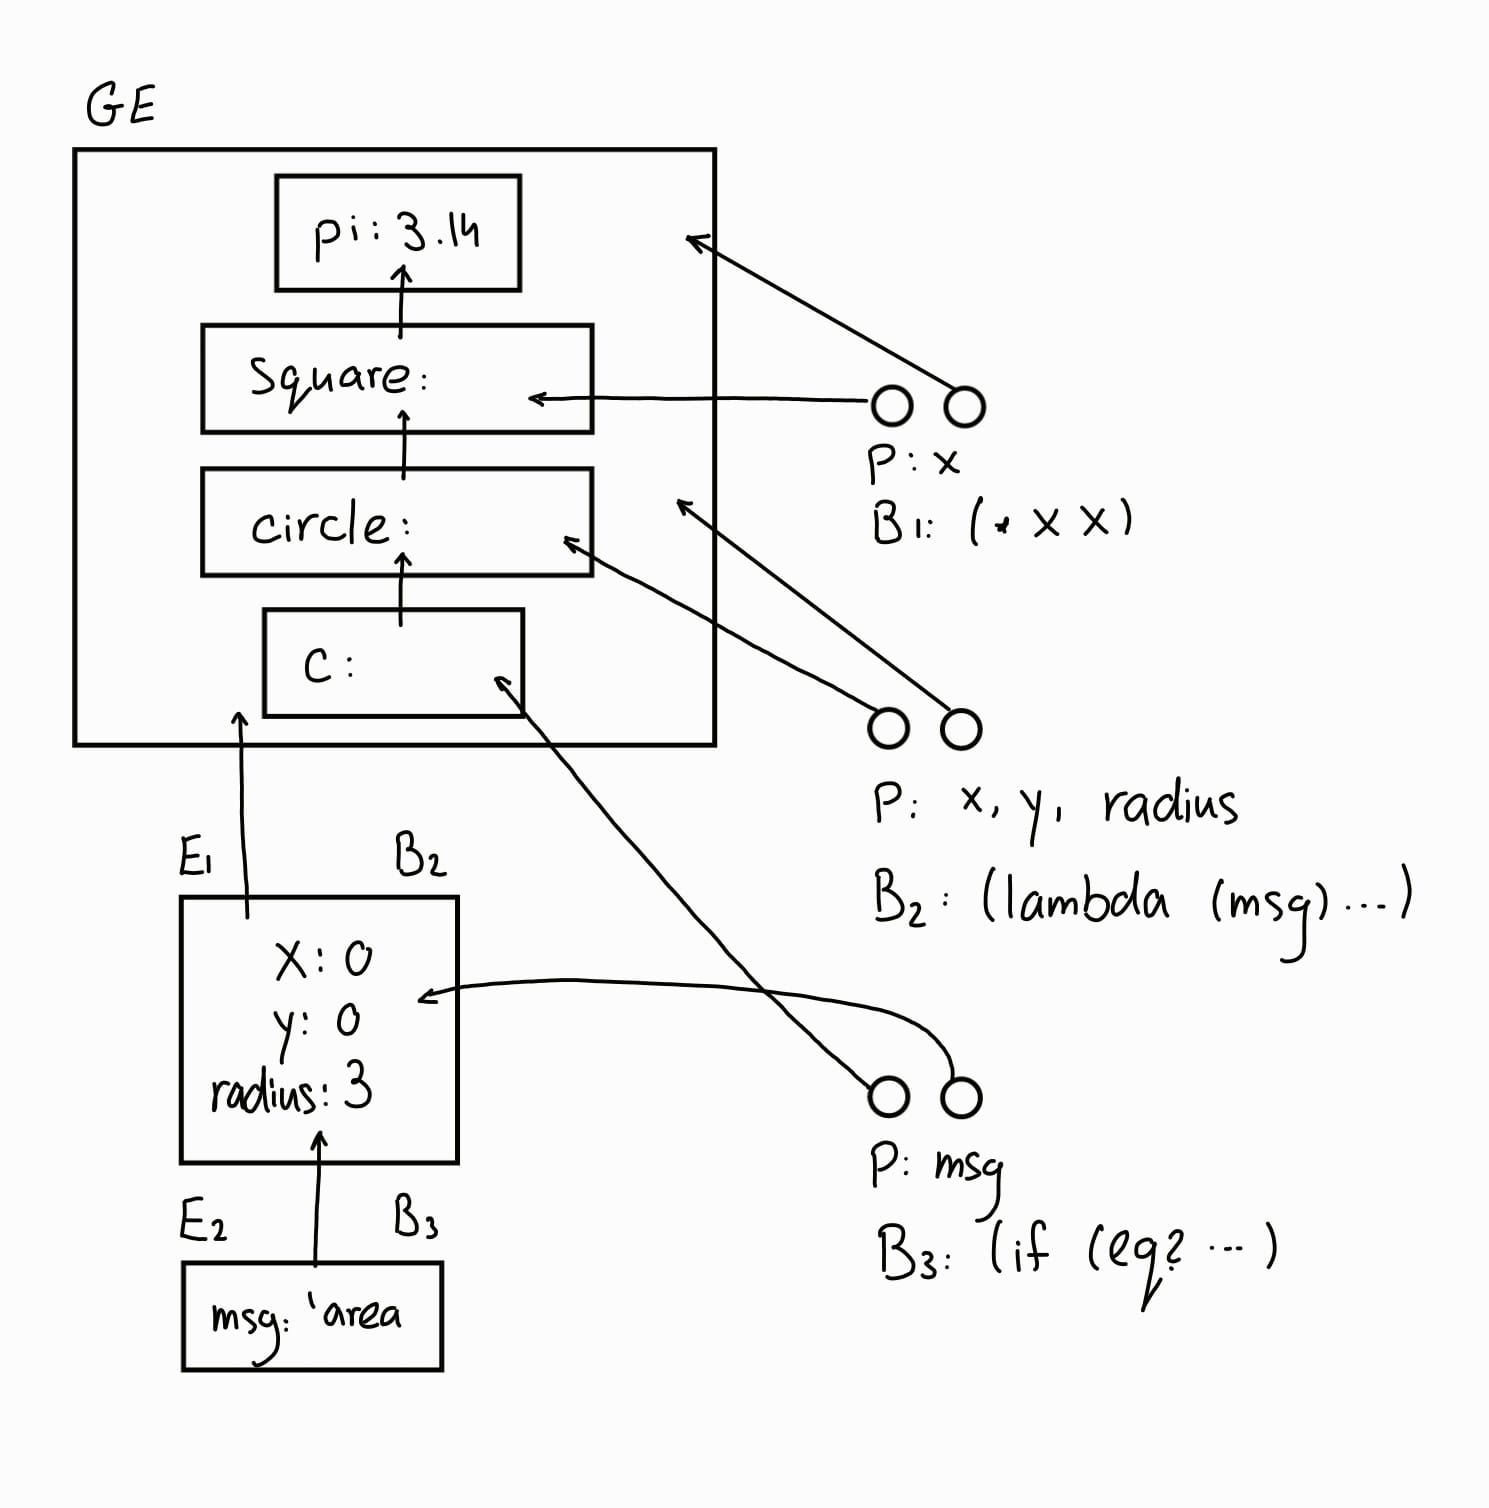 GE
pi: 3.14
Square:
circle:
C:
P: x
B1: (* x x)
P: x, y, radius
B2: (lambda (msg) ...)
E1 B2
x: 0
y: 0
radius: 3
P: msg
B3: (if (eq? ...)
E2 B3
msg: 'area